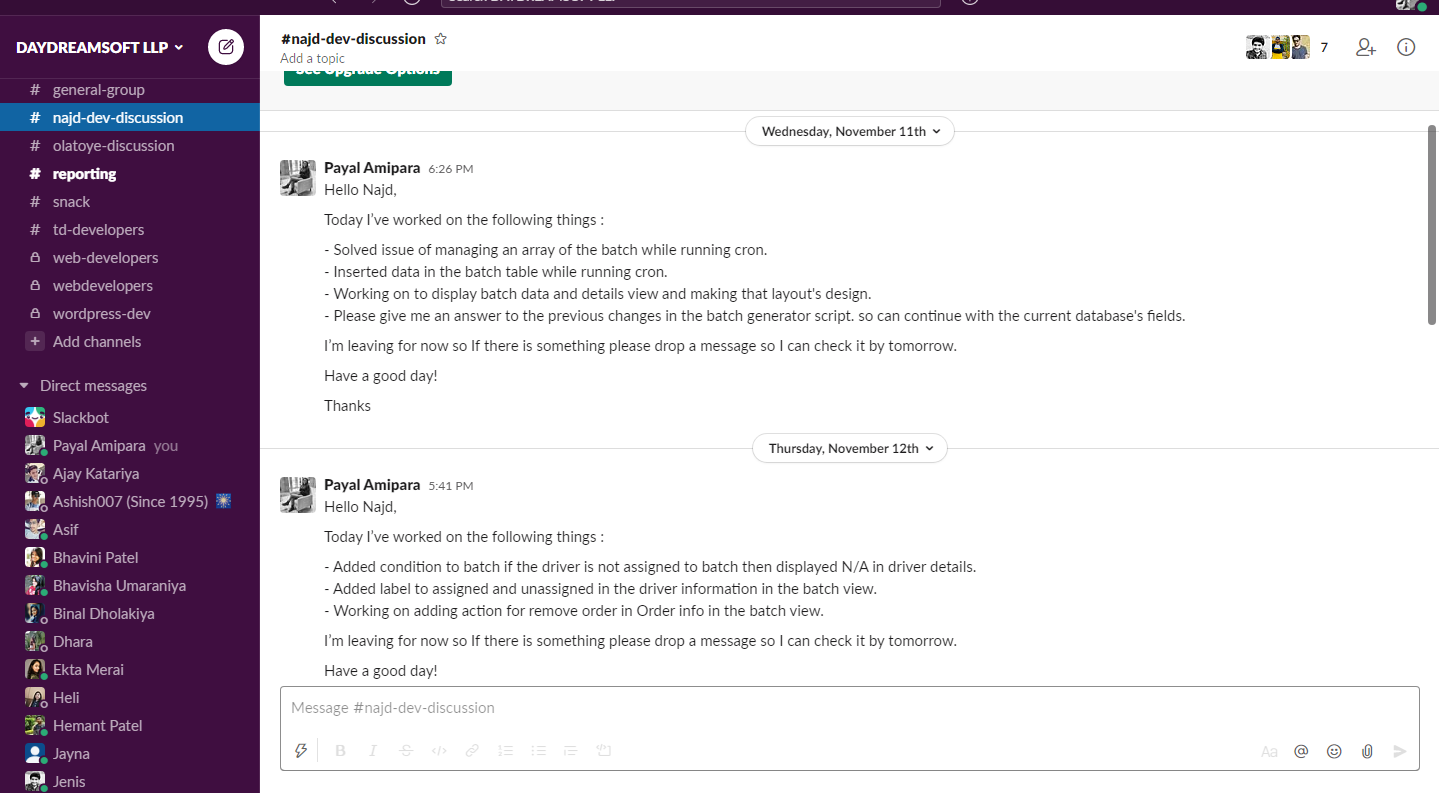 DAYDREAMSOFT LLP
# general-group
# najd-dev-discussion
# olatoye-discussion
# reporting
# snack
# td-developers
web-developers
webdevelopers
wordpress-dev
+ Add channels
Direct messages
Slackbot
Payal Amipara you
Ajay Katariya
Ashish007 (Since 1995)
Asif
Bhavini Patel
Bhavisha Umaraniya
Binal Dholakiya
Dhara
Ekta Merai
Heli
Hemant Patel
Jayna
Jenis
#najd-dev-discussion
Add a topic
7
See Upgrade Options
Wednesday, November 11th
Payal Amipara 6:26 PM
Hello Najd,
Today I’ve worked on the following things :
- Solved issue of managing an array of the batch while running cron.
- Inserted data in the batch table while running cron.
- Working on to display batch data and details view and making that layout's design.
- Please give me an answer to the previous changes in the batch generator script. so can continue with the current database's fields.
I’m leaving for now so If there is something please drop a message so I can check it by tomorrow.
Have a good day!
Thanks
Thursday, November 12th
Payal Amipara 5:41 PM
Hello Najd,
Today I’ve worked on the following things :
- Added condition to batch if the driver is not assigned to batch then displayed N/A in driver details.
- Added label to assigned and unassigned in the driver information in the batch view.
- Working on adding action for remove order in Order info in the batch view.
I’m leaving for now so If there is something please drop a message so I can check it by tomorrow.
Have a good day!
Message #najd-dev-discussion
B I S </> Aa @